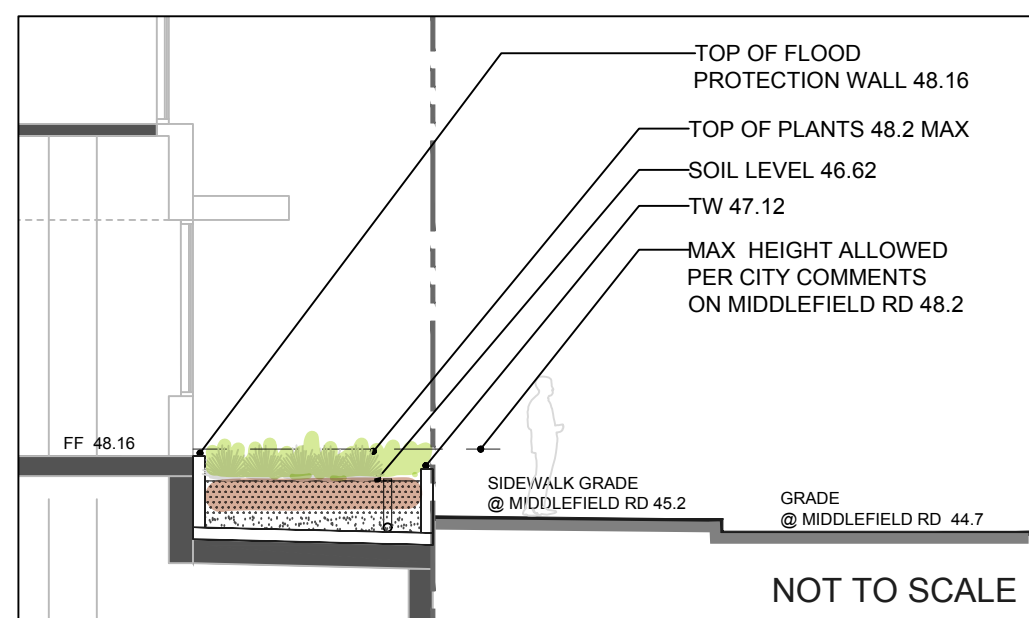 TOP OF FLOOD
PROTECTION WALL 48.16
TOP OF PLANTS 48.2 MAX
SOIL LEVEL 46.62
TW 47.12
MAX HEIGHT ALLOWED
PER CITY COMMENTS
ON MIDDLEFIELD RD 48.2
FF 48.16
SIDEWALK GRADE
@ MIDDLEFIELD RD 45.2
GRADE
@ MIDDLEFIELD RD 44.7
NOT TO SCALE